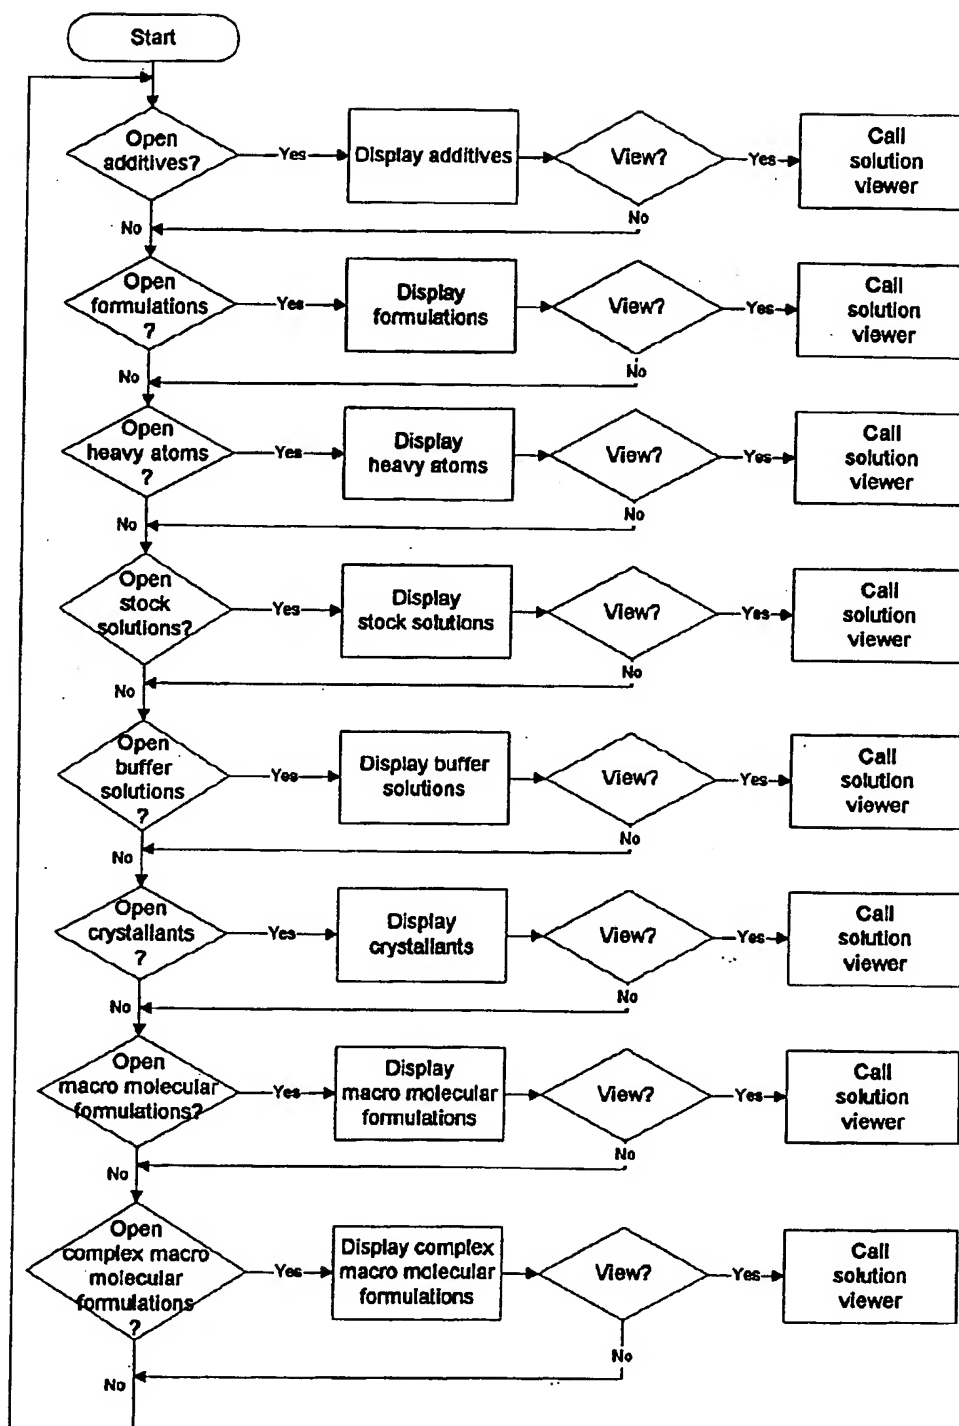 Start
Open
additives?
Yes
Display additives
View?
Yes
Call
solution
viewer
No
No
Open
formulations
?
Yes
Display
formulations
View?
Yes
Call
solution
viewer
No
No
Open
heavy atoms
?
Yes
Display
heavy atoms
View?
Yes
Call
solution
viewer
No
No
Open
stock
solutions?
Yes
Display
stock solutions
View?
Yes
Call
solution
viewer
No
No
Open
buffer
solutions
?
Yes
Display buffer
solutions
View?
Yes
Call
solution
viewer
No
No
Open
crystallants
?
Yes
Display
crystallants
View?
Yes
Call
solution
viewer
No
No
Open
macro molecular
formulations?
Yes
Display
macro molecular
formulations
View?
Yes
Call
solution
viewer
No
No
Open
complex macro
molecular
formulations
?
Yes
Display complex
macro molecular
formulations
View?
Yes
Call
solution
viewer
No
No